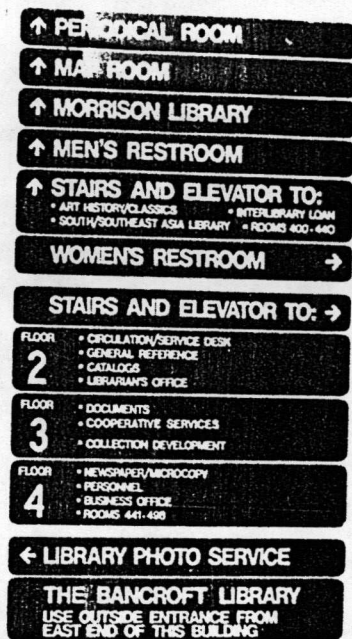 ↑ PERIODICAL ROOM
↑ MAP ROOM
↑ MORRISON LIBRARY
↑ MEN'S RESTROOM
↑ STAIRS AND ELEVATOR TO:
• ART HISTORY/CLASSICS • INTERLIBRARY LOAN
• SOUTH/SOUTHEAST ASIA LIBRARY • ROOMS 400-440
WOMEN'S RESTROOM →
STAIRS AND ELEVATOR TO: →
FLOOR 2
• CIRCULATION/SERVICE DESK
• GENERAL REFERENCE
• CATALOGS
• LIBRARIAN'S OFFICE
FLOOR 3
• DOCUMENTS
• COOPERATIVE SERVICES
• COLLECTION DEVELOPMENT
FLOOR 4
• NEWSPAPER/MICROCOPY
• PERSONNEL
• BUSINESS OFFICE
• ROOMS 441-498
← LIBRARY PHOTO SERVICE
THE BANCROFT LIBRARY
USE OUTSIDE ENTRANCE FROM
EAST END OF THIS BUILDING